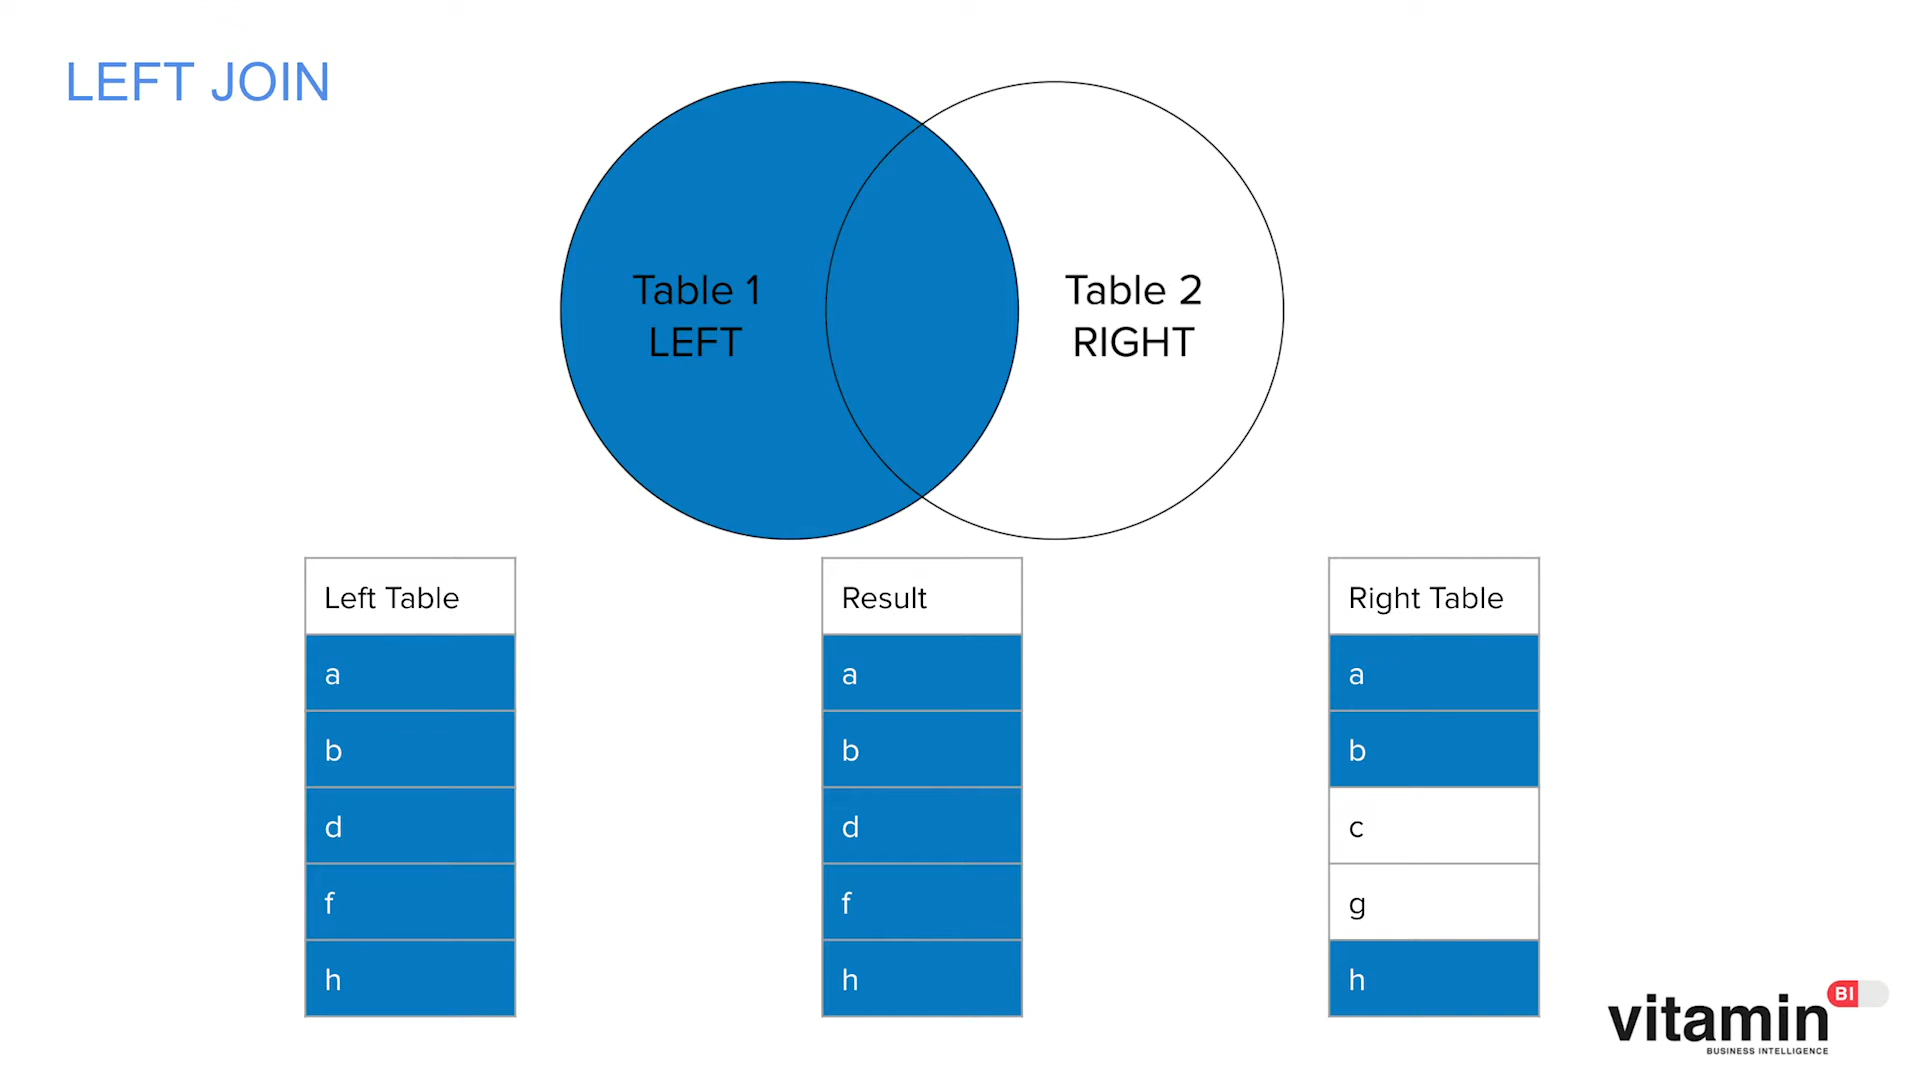 LEFT JOIN
Table 1
LEFT
Table 2
RIGHT
Left Table
a
b
d
f
h
Result
a
b
d
f
h
Right Table
a
b
c
g
h
vitamin BI
BUSINESS INTELLIGENCE